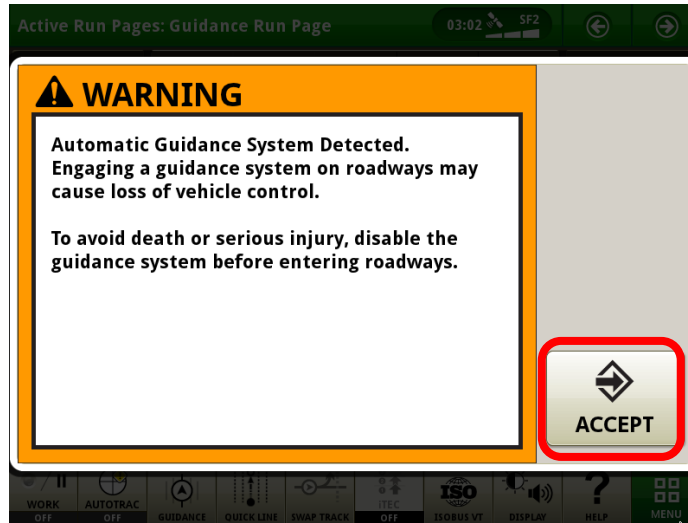 Active Run Pages: Guidance Run Page
03:02
SF2
WARNING
Automatic Guidance System Detected.
Engaging a guidance system on roadways may
cause loss of vehicle control.
To avoid death or serious injury, disable the
guidance system before entering roadways.
ACCEPT
ISO
?
WORK
OFF
AUTOTRAC
OFF
GUIDANCE
QUICK LINE
SWAP TRACK
iTEC
OFF
ISOBUS VT
DISPLAY
HELP
MENU